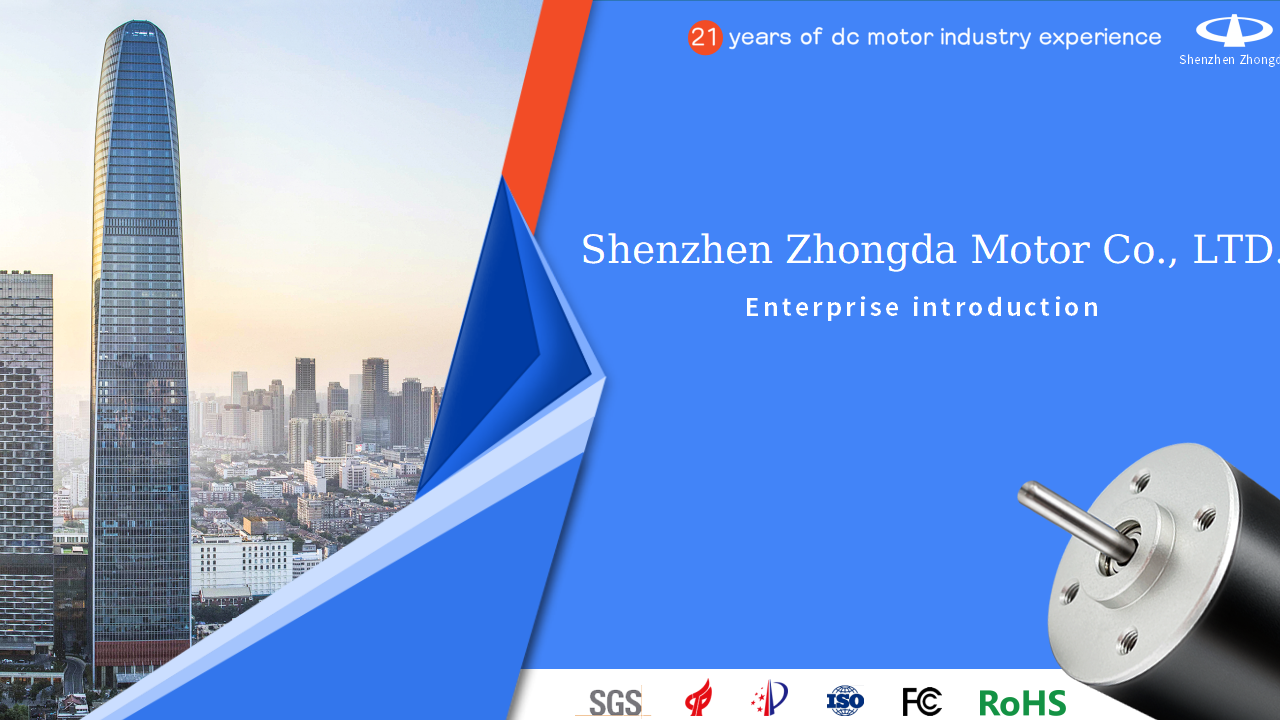 21 years of dc motor industry experience
Shenzhen Zhongd
Shenzhen Zhongda Motor Co., LTD.
Enterprise introduction
SGS
ISO
FC
RoHS